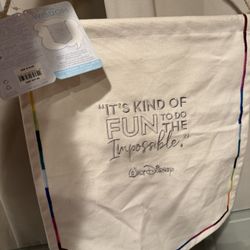 "IT'S KIND OF
FUN TO DO
THE
Impossible."
Walt Disney